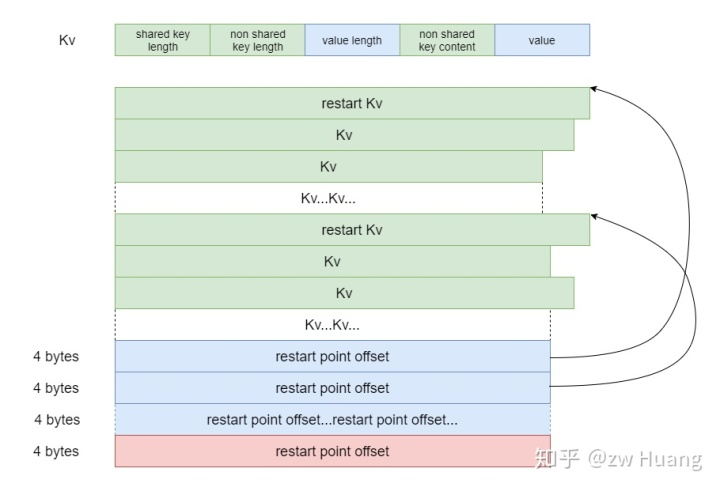 Kv
shared key
length
non shared
key length
value length
non shared
key content
value
restart Kv
Kv
Kv
Kv...Kv...
restart Kv
Kv
Kv
Kv...Kv...
4 bytes restart point offset
4 bytes restart point offset
4 bytes restart point offset...restart point offset...
4 bytes restart point offset
知乎 @zw Huang